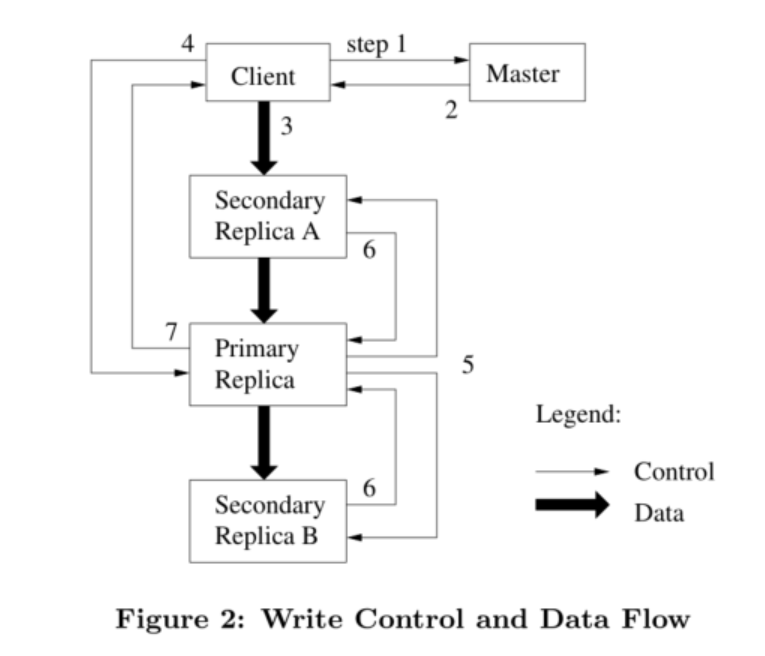 4
step 1
Client
Master
2
3
Secondary
Replica A
6
7
Primary
Replica
5
Legend:
Control
6
Secondary
Replica B
Data
Figure 2: Write Control and Data Flow